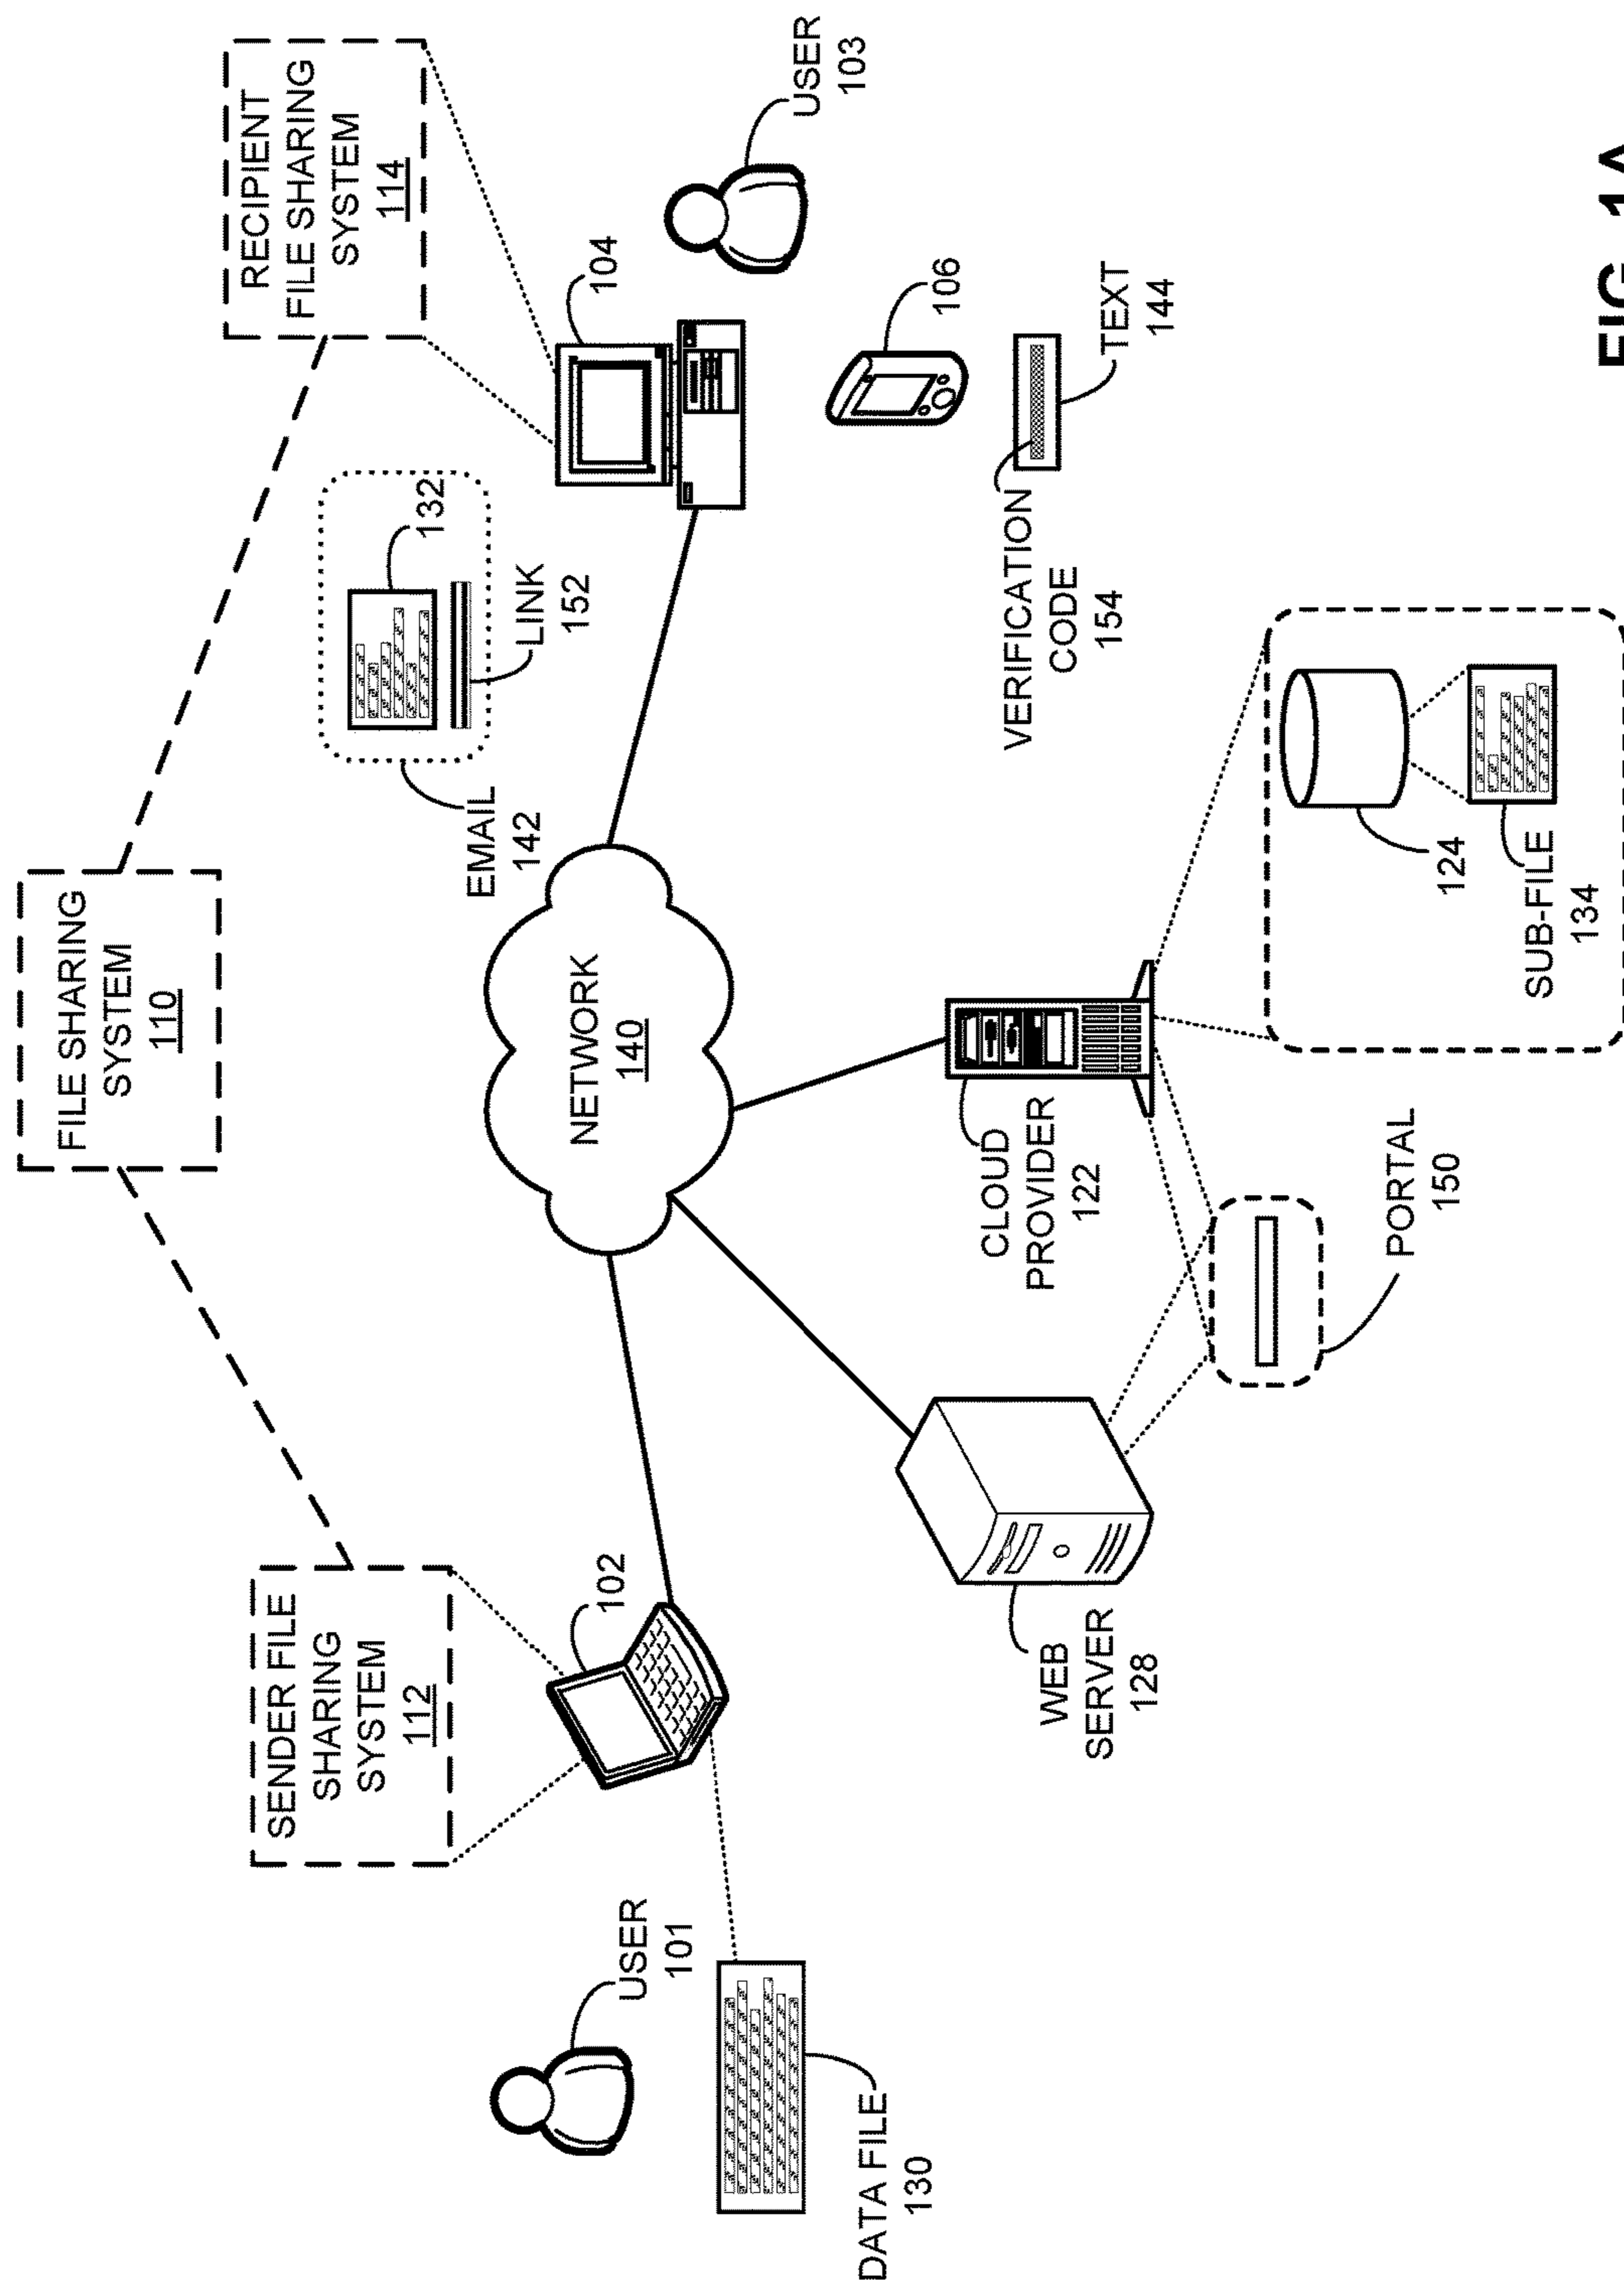 FILE SHARING
SYSTEM
110
SENDER FILE
SHARING
SYSTEM
112
RECIPIENT
FILE SHARING
SYSTEM
114
USER
101
102
DATA FILE
130
NETWORK
140
EMAIL
142
132
LINK
152
104
USER
103
106
VERIFICATION
CODE
154
TEXT
144
WEB
SERVER
128
CLOUD
PROVIDER
122
PORTAL
150
124
SUB-FILE
134
FIG. 1A